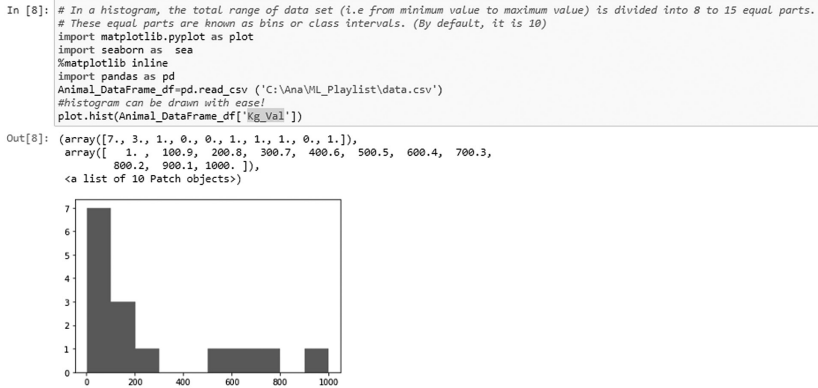 In [8]: # In a histogram, the total range of data set (i.e from minimum value to maximum value) is divided into 8 to 15 equal parts.
# These equal parts are known as bins or class intervals. (By default, it is 10)
import matplotlib.pyplot as plot
import seaborn as  sea
%matplotlib inline
import pandas as pd
Animal_DataFrame_df=pd.read_csv ('C:\Ana\ML_Playlist\data.csv')
#histogram can be drawn with ease!
plot.hist(Animal_DataFrame_df['Kg_Val'])
Out[8]: (array([7., 3., 1., 0., 0., 1., 1., 1., 0., 1.]),
array([   1. ,  100.9,  200.8,  300.7,  400.6,  500.5,  600.4,  700.3,
800.2,  900.1, 1000. ]),
<a list of 10 Patch objects>)
7
6
5
4
3
2
1
0
0 200 400 600 800 1000